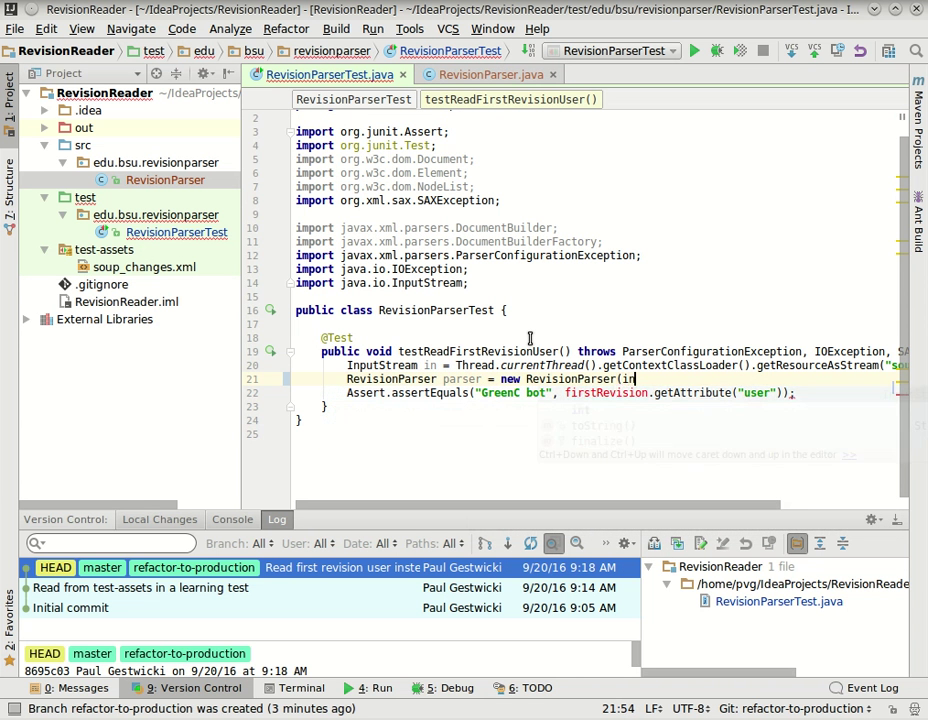 RevisionReader - [~/IdeaProjects/RevisionReader] - [RevisionReader] - ~/IdeaProjects/RevisionReader/test/edu/bsu/revisionparser/RevisionParserTest.java - I...
File Edit View Navigate Code Analyze Refactor Build Run Tools VCS Window Help
RevisionReader test edu bsu revisionparser RevisionParserTest RevisionParserTest VCS VCS
Project RevisionParserTest.java RevisionParser.java
RevisionReader ~/IdeaProjects/
.idea
out
src
edu.bsu.revisionparser
RevisionParser
test
edu.bsu.revisionparser
RevisionParserTest
test-assets
soup_changes.xml
.gitignore
RevisionReader.iml
External Libraries
1: Project
7: Structure
2: Favorites
RevisionParserTest testReadFirstRevisionUser()
2
3 import org.junit.Assert;
4 import org.junit.Test;
5 import org.w3c.dom.Document;
6 import org.w3c.dom.Element;
7 import org.w3c.dom.NodeList;
8 import org.xml.sax.SAXException;
9
10 import javax.xml.parsers.DocumentBuilder;
11 import javax.xml.parsers.DocumentBuilderFactory;
12 import javax.xml.parsers.ParserConfigurationException;
13 import java.io.IOException;
14 import java.io.InputStream;
15
16 public class RevisionParserTest {
17
18 @Test
19 public void testReadFirstRevisionUser() throws ParserConfigurationException, IOException, SA
20 InputStream in = Thread.currentThread().getContextClassLoader().getResourceAsStream("so
21 RevisionParser parser = new RevisionParser(in
22 Assert.assertEquals("GreenC bot", firstRevision.getAttribute("user"));
23 }
24 }
25
int
toString()
finalize()
Ctrl+Down and Ctrl+Up will move caret down and up in the editor >>
Maven Projects
Ant Build
Version Control: Local Changes Console Log
Branch: All User: All Date: All Paths: All
HEAD master refactor-to-production Read first revision user inste Paul Gestwicki 9/20/16 9:18 AM
Read from test-assets in a learning test Paul Gestwicki 9/20/16 9:14 AM
Initial commit Paul Gestwicki 9/20/16 9:05 AM
HEAD master refactor-to-production
8695c03 Paul Gestwicki on 9/20/16 at 9:18 AM
RevisionReader 1 file
/home/pvg/IdeaProjects/RevisionReade
RevisionParserTest.java
0: Messages 9: Version Control Terminal 4: Run 5: Debug 6: TODO Event Log
Branch refactor-to-production was created (3 minutes ago) 21:54 LF UTF-8 Git: refactor-to-production